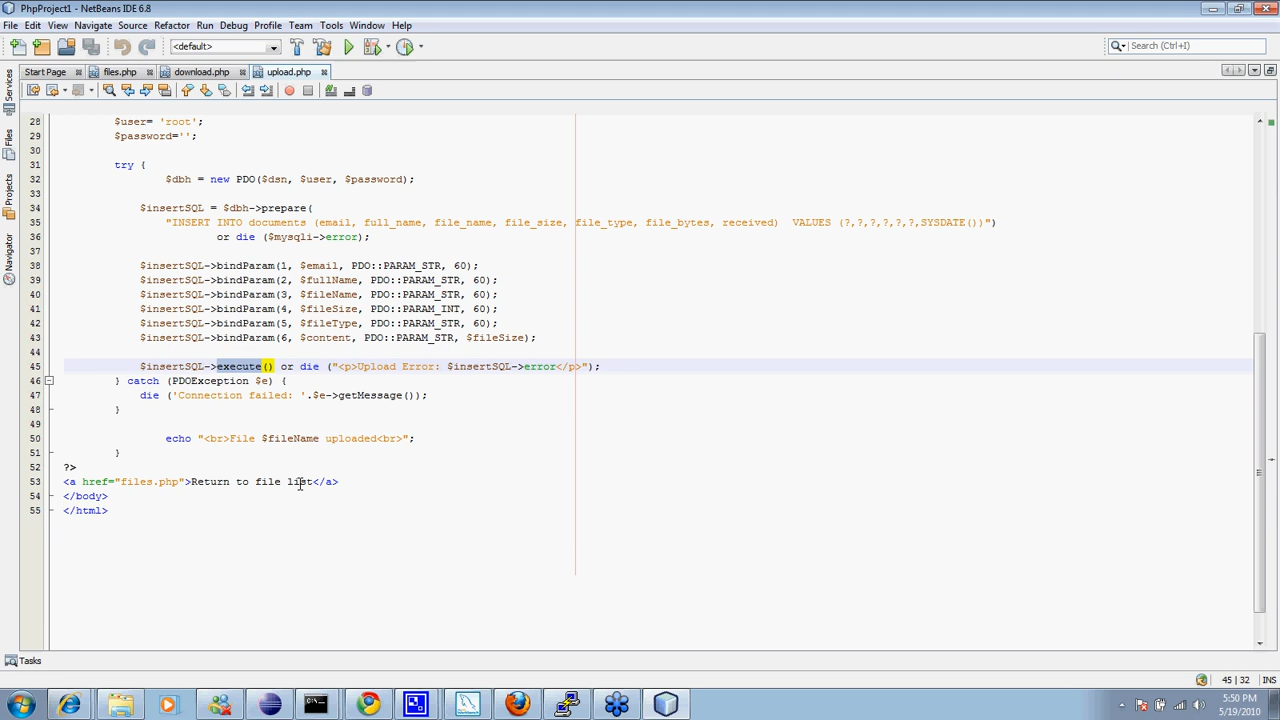 PhpProject1 - NetBeans IDE 6.8
File Edit View Navigate Source Refactor Run Debug Profile Team Tools Window Help
<default>
Search (Ctrl+I)
Start Page files.php download.php upload.php
Services
Files
Projects
Navigator
28 $user= 'root';
29 $password='';
30
31 try {
32 $dbh = new PDO($dsn, $user, $password);
33
34 $insertSQL = $dbh->prepare(
35 "INSERT INTO documents (email, full_name, file_name, file_size, file_type, file_bytes, received)  VALUES (?,?,?,?,?,?,SYSDATE())")
36 or die ($mysqli->error);
37
38 $insertSQL->bindParam(1, $email, PDO::PARAM_STR, 60);
39 $insertSQL->bindParam(2, $fullName, PDO::PARAM_STR, 60);
40 $insertSQL->bindParam(3, $fileName, PDO::PARAM_STR, 60);
41 $insertSQL->bindParam(4, $fileSize, PDO::PARAM_INT, 60);
42 $insertSQL->bindParam(5, $fileType, PDO::PARAM_STR, 60);
43 $insertSQL->bindParam(6, $content, PDO::PARAM_STR, $fileSize);
44
45 $insertSQL->execute() or die ("<p>Upload Error: $insertSQL->error</p>");
46 } catch (PDOException $e) {
47 die ('Connection failed: '.$e->getMessage());
48 }
49
50 echo "<br>File $fileName uploaded<br>";
51 }
52 ?>
53 <a href="files.php">Return to file list</a>
54 </body>
55 </html>
Tasks
45 | 32 INS
5:50 PM
5/19/2010